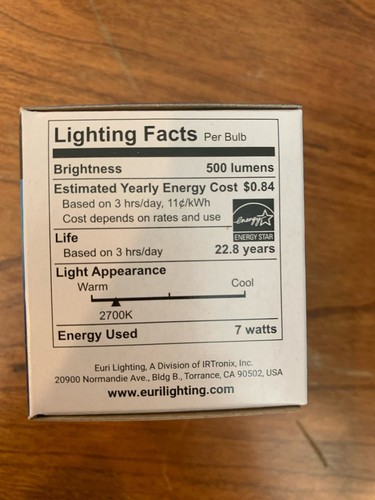 Lighting Facts Per Bulb
Brightness 500 lumens
Estimated Yearly Energy Cost $0.84
Based on 3 hrs/day, 11¢/kWh
Cost depends on rates and use
energy
ENERGY STAR
Life
Based on 3 hrs/day 22.8 years
Light Appearance
Warm Cool
2700K
Energy Used 7 watts
Euri Lighting, A Division of IRTronix, Inc.
20900 Normandie Ave., Bldg B., Torrance, CA 90502, USA
www.eurilighting.com